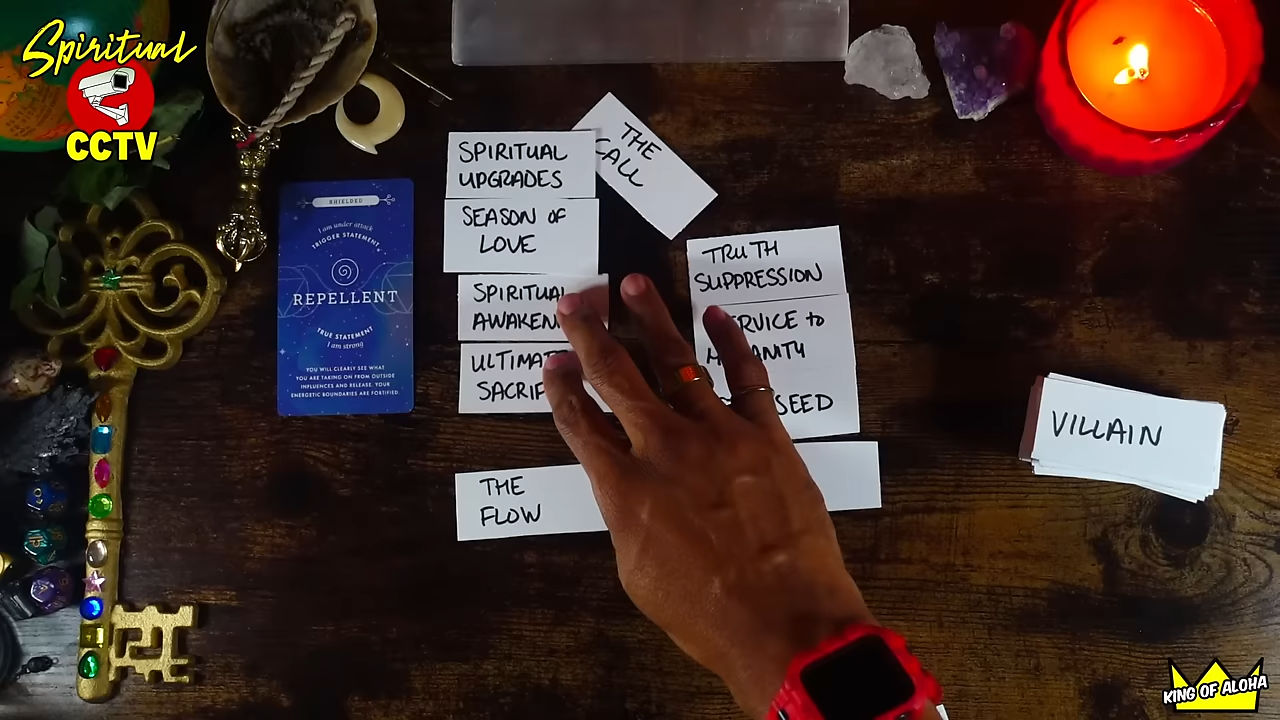 Spiritual
CCTV
SHIELDED
I am under attack
TRIGGER STATEMENT
REPELLENT
TRUE STATEMENT
I am strong
YOU WILL CLEARLY SEE WHAT
YOU ARE TAKING ON FROM OUTSIDE
INFLUENCES AND RELEASE. YOUR
ENERGETIC BOUNDARIES ARE FORTIFIED.
SPIRITUAL
UPGRADES
THE
CALL
SEASON OF
LOVE
SPIRITUAL
ULTIMATE
THE
FLOW
TRUTH
SUPPRESSION
TO
SEED
VILLAIN
KING OF ALOHA